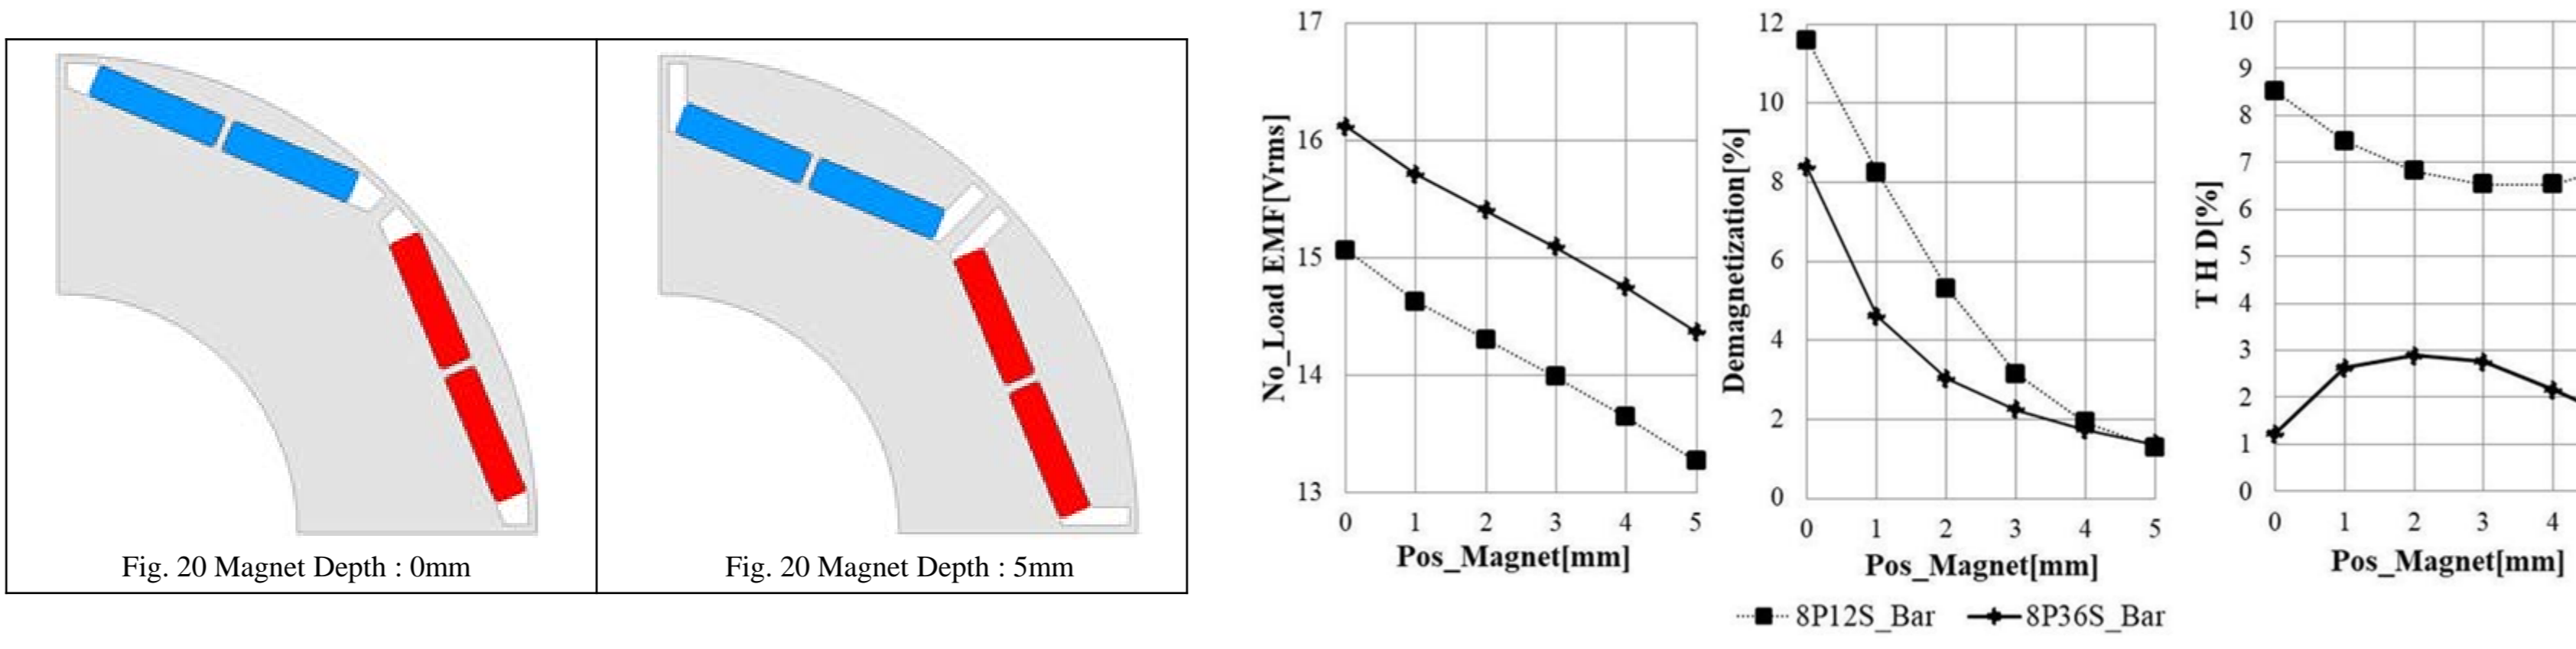 Fig. 20 Magnet Depth : 0mm
Fig. 20 Magnet Depth : 5mm
No_Load EMF[Vrms]
17
16
15
14
13
0 1 2 3 4 5
Pos_Magnet[mm]
Demagnetization[%]
12
10
8
6
4
2
0
0 1 2 3 4 5
Pos_Magnet[mm]
T H D[%]
10
9
8
7
6
5
4
3
2
1
0
0 1 2 3 4
Pos_Magnet[mm]
8P12S_Bar 8P36S_Bar